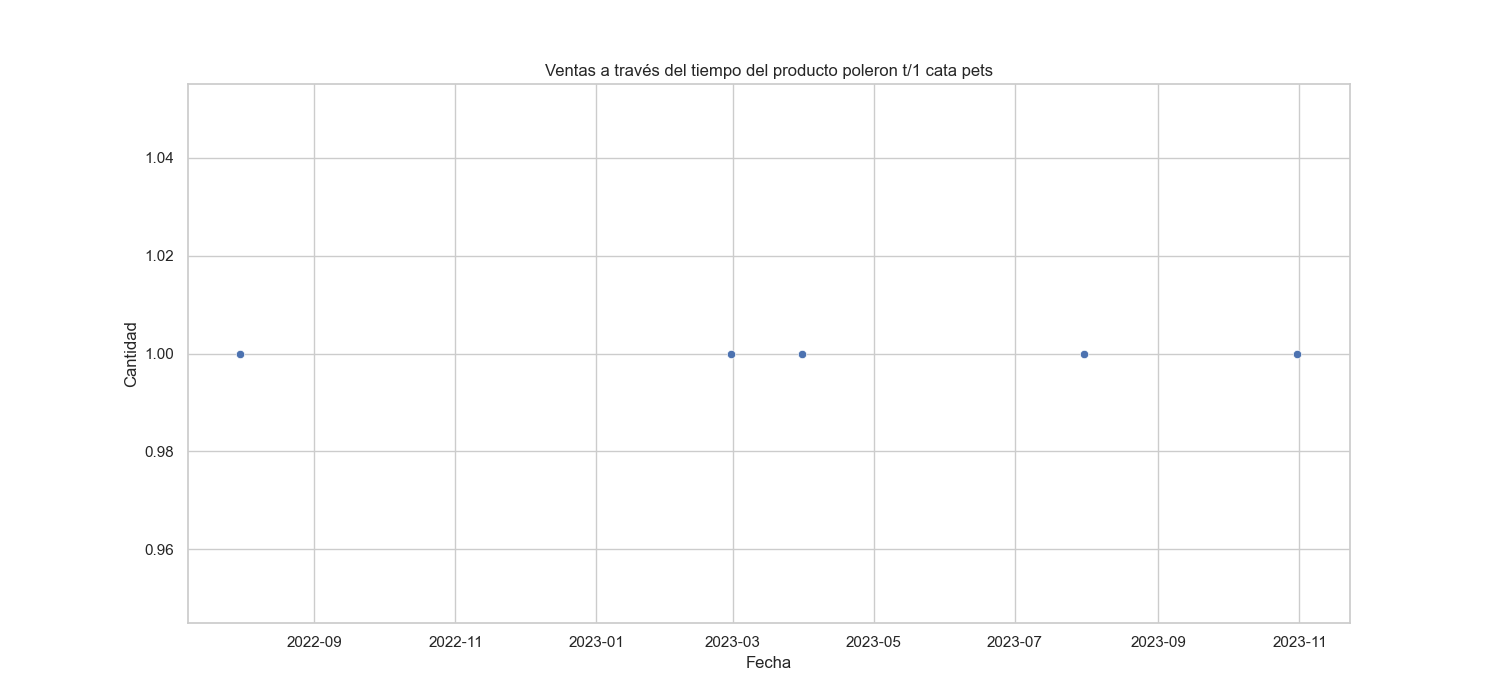 Ventas a través del tiempo del producto poleron t/1 cata pets
1.04
1.02
1.00
0.98
0.96
Cantidad
2022-09 2022-11 2023-01 2023-03 2023-05 2023-07 2023-09 2023-11
Fecha